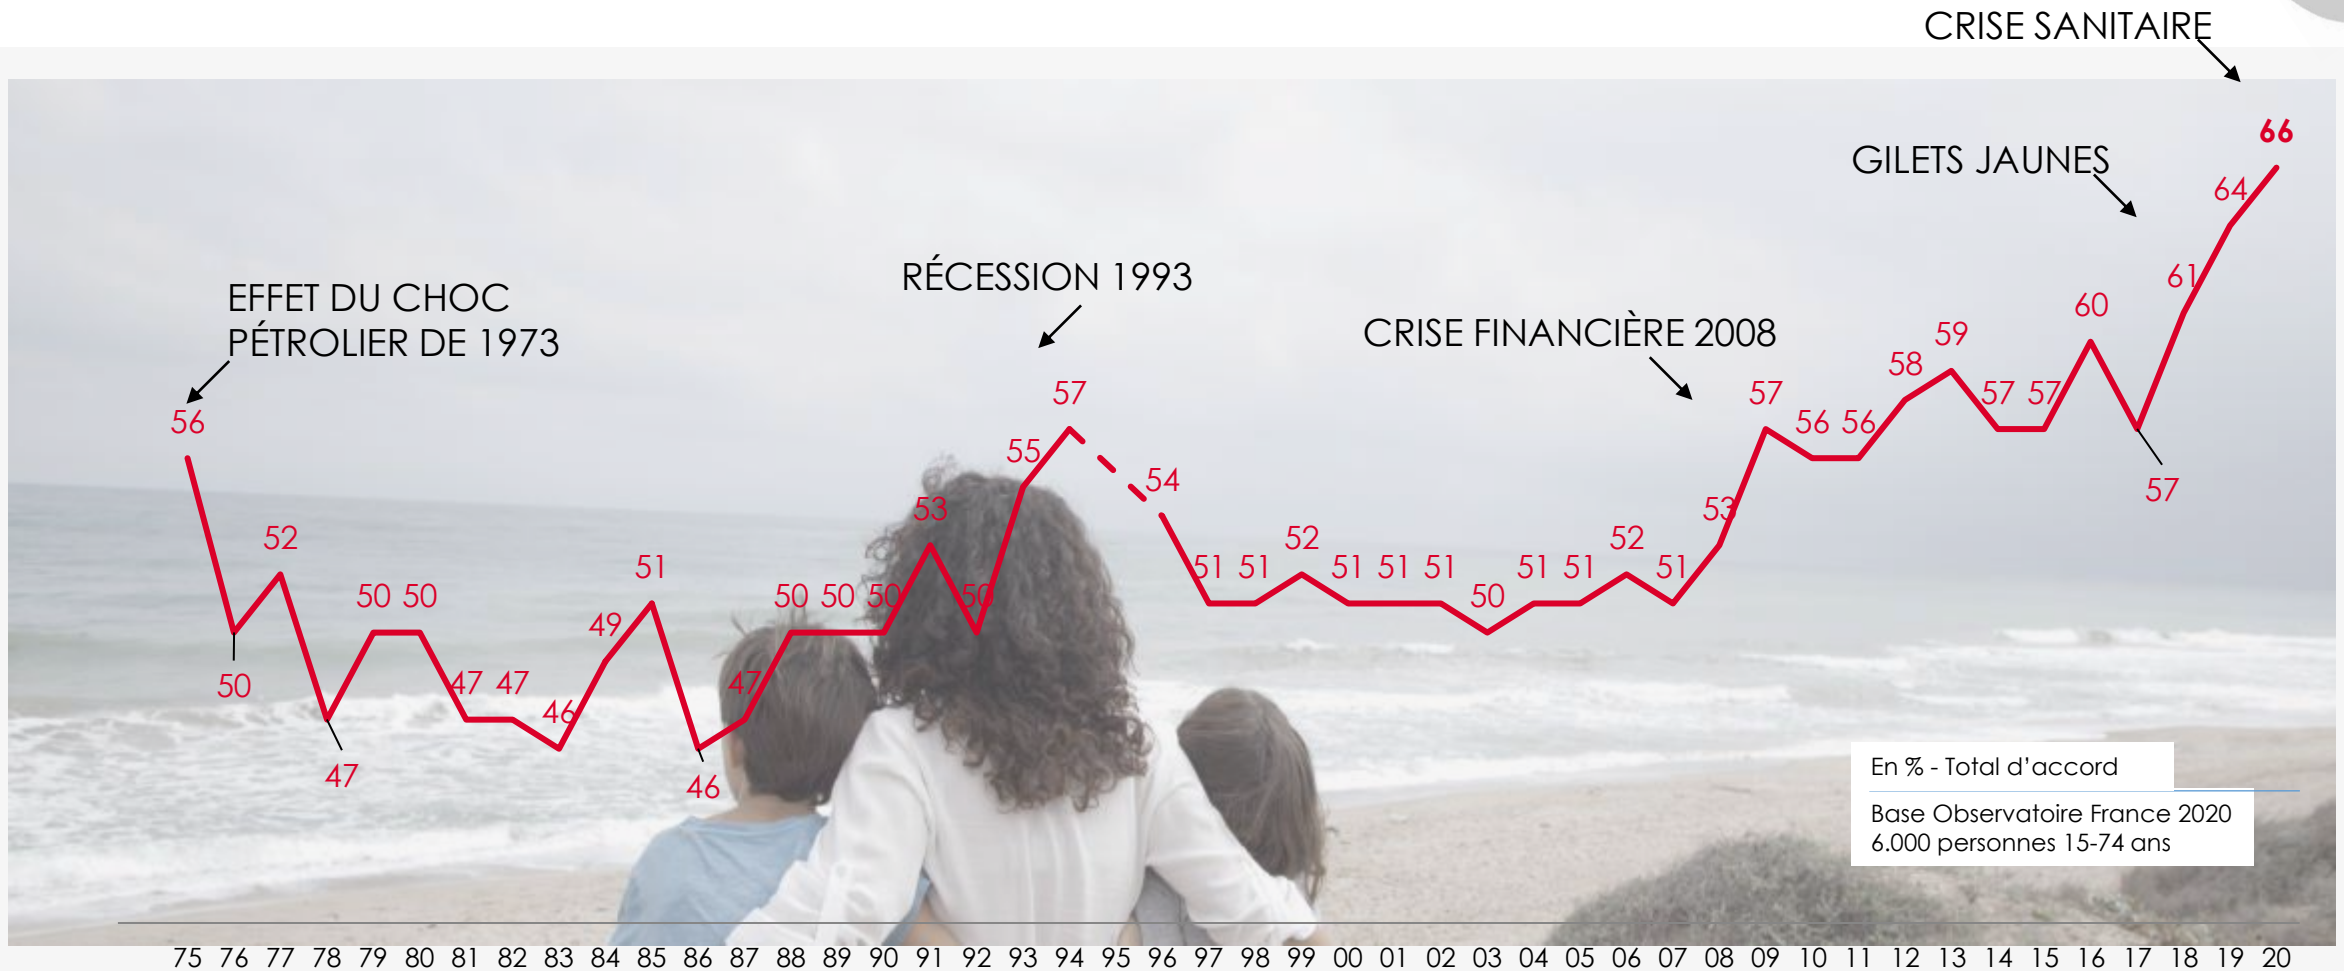 CRISE SANITAIRE
66
GILETS JAUNES
64
RÉCESSION 1993
61
EFFET DU CHOC
PÉTROLIER DE 1973
60
CRISE FINANCIÈRE 2008
59
58
56
57
57
56 56
57 57
55
54
57
53
53
52
52
52
51
51 51
51 51 51
51 51
51
50 50
50 50 50
50
50
49
50
47 47
47
46
47
46
En % - Total d’accord
Base Observatoire France 2020
6.000 personnes 15-74 ans
75 76 77 78 79 80 81 82 83 84 85 86 87 88 89 90 91 92 93 94 95 96 97 98 99 00 01 02 03 04 05 06 07 08 09 10 11 12 13 14 15 16 17 18 19 20